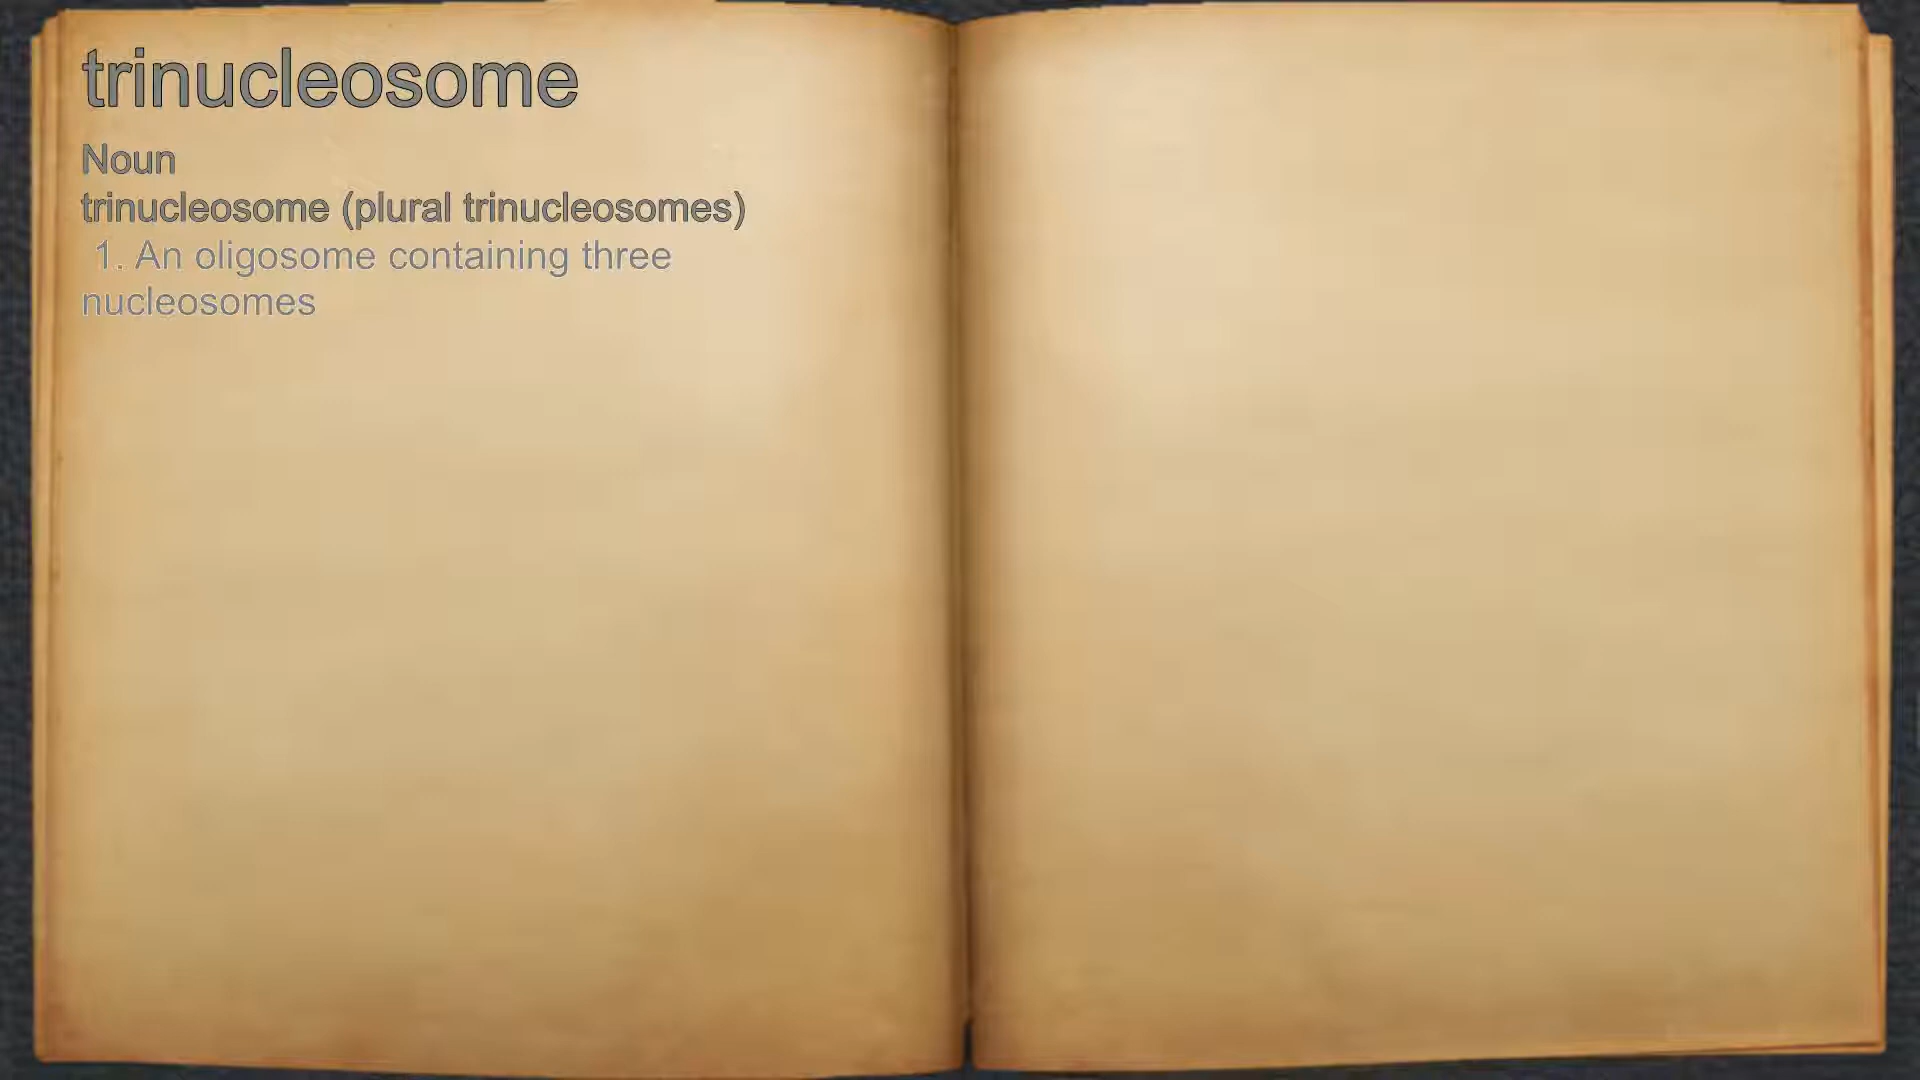 trinucleosome
Noun
trinucleosome (plural trinucleosomes)
1. An oligosome containing three
nucleosomes